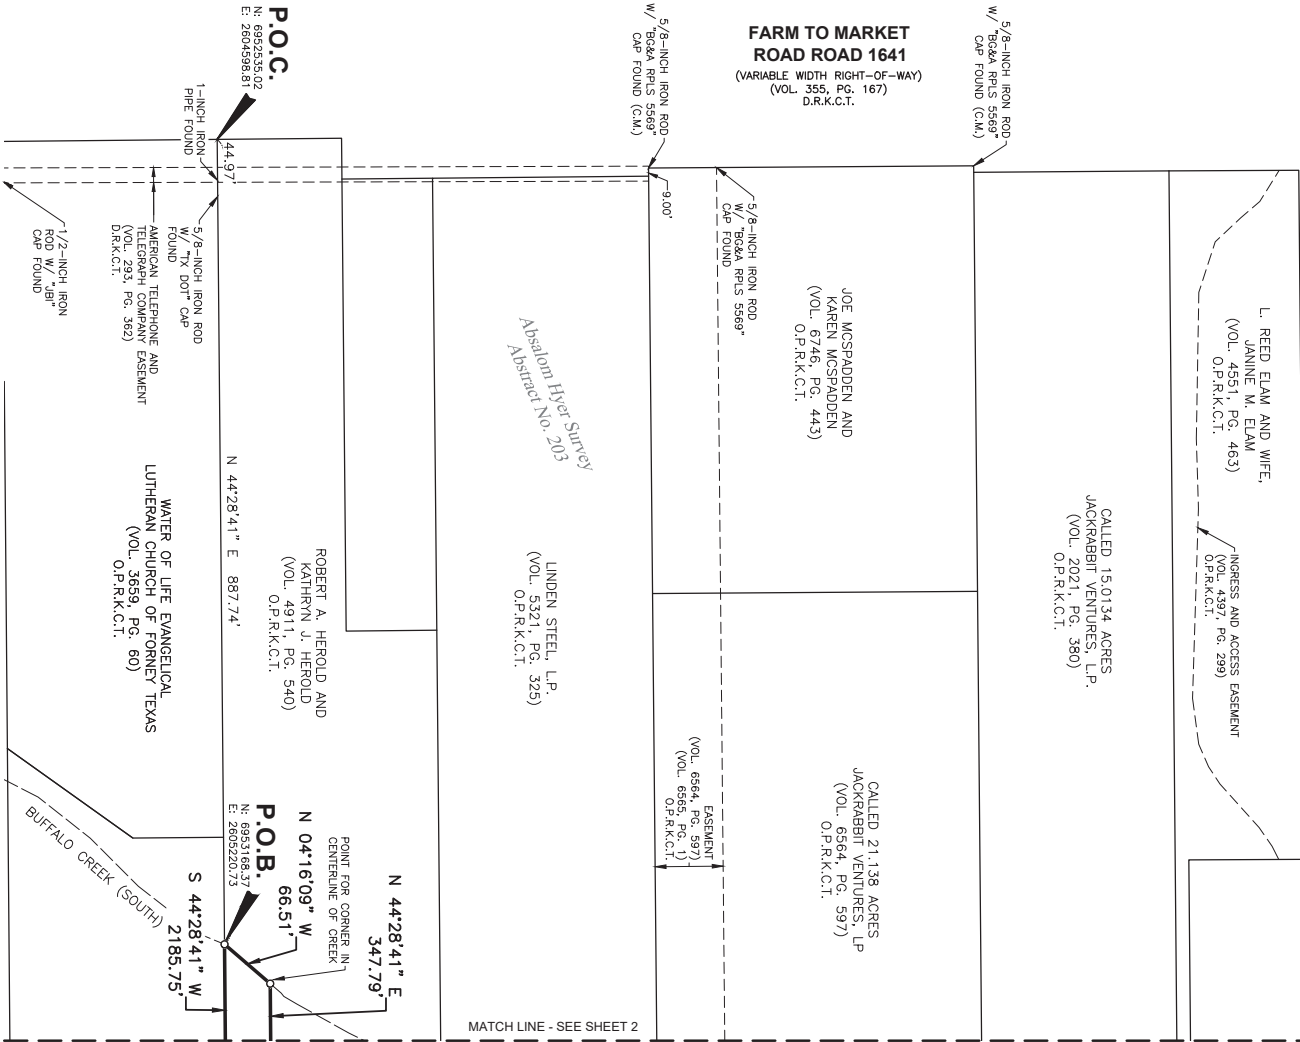 FARM TO MARKET
ROAD ROAD 1641
(VARIABLE WIDTH RIGHT-OF-WAY)
(VOL. 355, PG. 167)
D.R.K.C.T.
P.O.C.
N: 6952535.02
E: 2604598.81
1-INCH IRON
PIPE FOUND
44.97'
5/8-INCH IRON ROD
W/ "BG&A RPLS 5569"
CAP FOUND (C.M.)
5/8-INCH IRON ROD
W/ "BG&A RPLS 5569"
CAP FOUND (C.M.)
9.00'
5/8-INCH IRON ROD
W/ "BG&A RPLS 5569"
CAP FOUND
1/2-INCH IRON
ROD W/ "JBI"
CAP FOUND
AMERICAN TELEPHONE AND
TELEGRAPH COMPANY EASEMENT
(VOL. 293, PG. 362)
D.R.K.C.T.
5/8-INCH IRON ROD
W/ "TX DOT" CAP
FOUND
Absalom Hyer Survey
Abstract No. 203
JOE MCSPADDEN AND
KAREN MCSPADDEN
(VOL. 6746, PG. 443)
O.P.R.K.C.T.
L. REED ELAM AND WIFE,
JANINE M. ELAM
(VOL. 4551, PG. 463)
O.P.R.K.C.T.
INGRESS AND ACCESS EASEMENT
(VOL. 4397, PG. 299)
O.P.R.K.C.T.
CALLED 15.0134 ACRES
JACKRABBIT VENTURES, L.P.
(VOL. 2021, PG. 380)
O.P.R.K.C.T.
N 44°28'41" E 887.74'
WATER OF LIFE EVANGELICAL
LUTHERAN CHURCH OF FORNEY TEXAS
(VOL. 3659, PG. 60)
O.P.R.K.C.T.
ROBERT A. HEROLD AND
KATHRYN J. HEROLD
(VOL. 4911, PG. 540)
O.P.R.K.C.T.
LINDEN STEEL, L.P.
(VOL. 5321, PG. 325)
O.P.R.K.C.T.
EASEMENT
(VOL. 6564, PG. 597)
(VOL. 6565, PG. 1)
O.P.R.K.C.T.
CALLED 21.138 ACRES
JACKRABBIT VENTURES, LP
(VOL. 6564, PG. 597)
O.P.R.K.C.T.
BUFFALO CREEK (SOUTH)
P.O.B.
N: 6953168.37
E: 2605220.73
N 04°16'09" W
66.51'
POINT FOR CORNER IN
CENTERLINE OF CREEK
N 44°28'41" E
347.79'
S 44°28'41" W
2185.75'
MATCH LINE - SEE SHEET 2